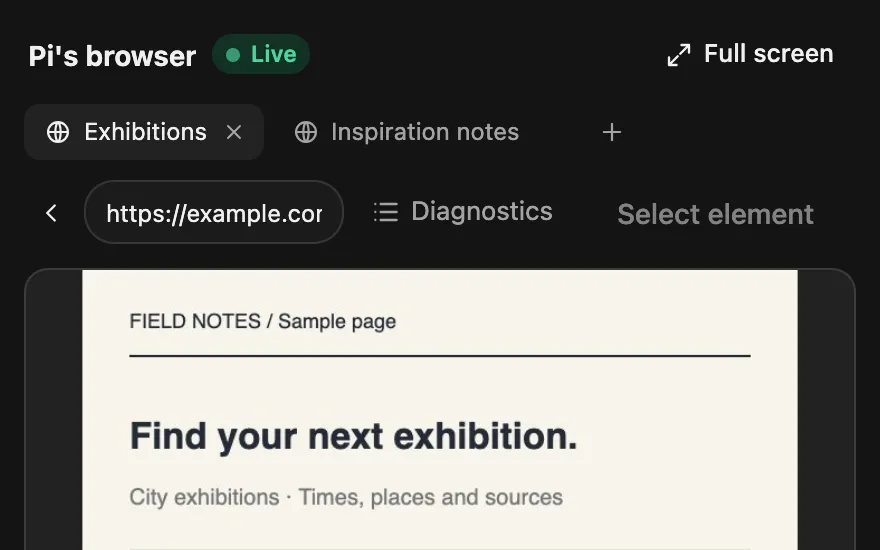 Pi's browser Live Full screen
Exhibitions Inspiration notes
https://example.cor Diagnostics Select element
FIELD NOTES / Sample page
Find your next exhibition.
City exhibitions · Times, places and sources